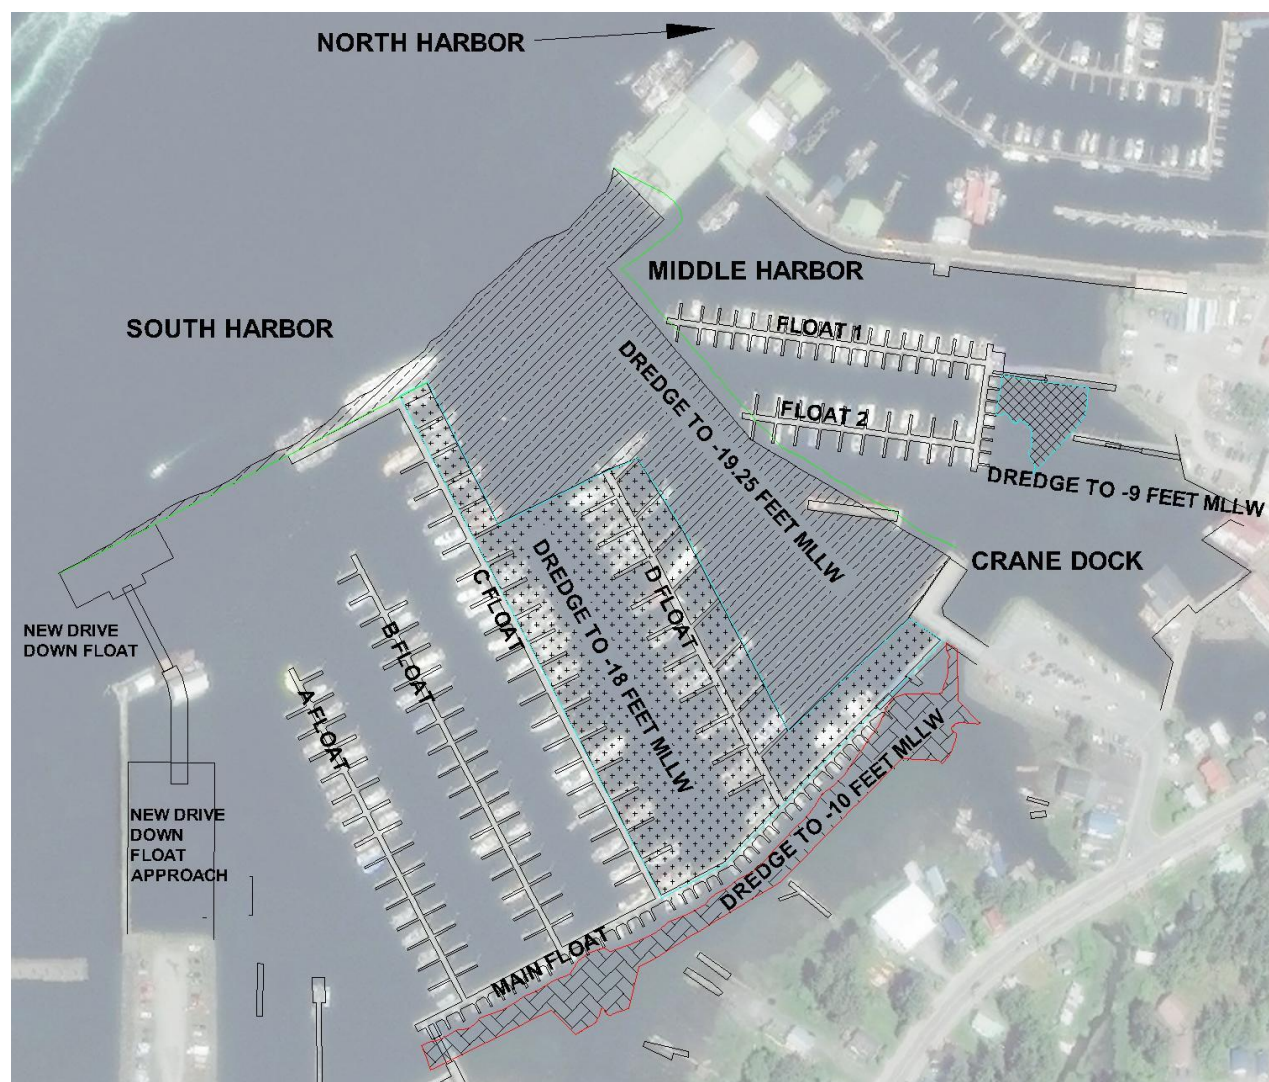 NORTH HARBOR
MIDDLE HARBOR
SOUTH HARBOR
FLOAT 1
FLOAT 2
DREDGE TO -19.25 FEET MLLW
DREDGE TO -9 FEET MLLW
CRANE DOCK
DREDGE TO -18 FEET MLLW
C FLOAT
D FLOAT
B FLOAT
A FLOAT
NEW DRIVE
DOWN FLOAT
DREDGE TO -10 FEET MLLW
NEW DRIVE
DOWN
FLOAT
APPROACH
MAIN FLOAT